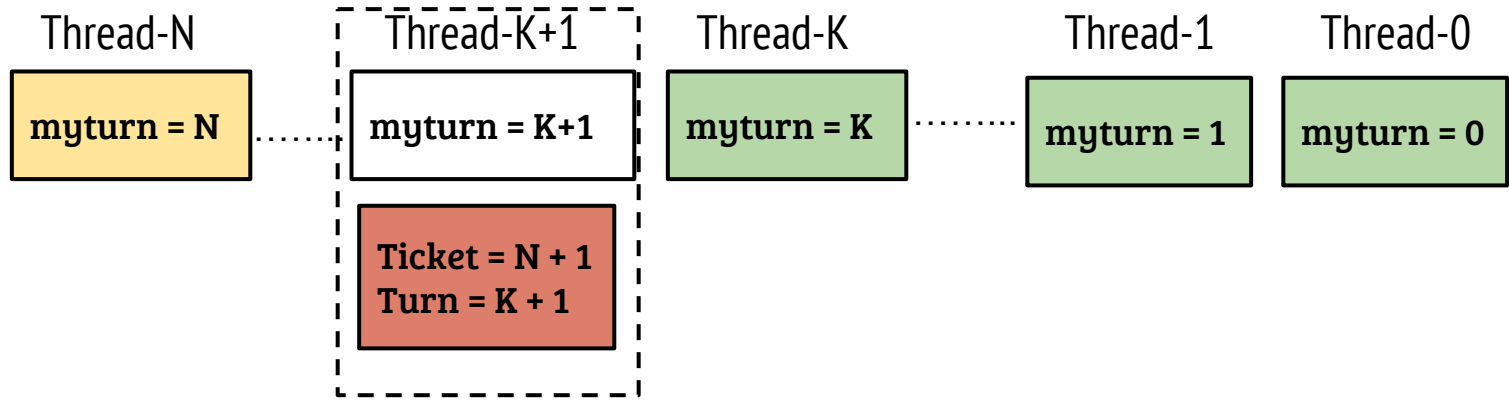 Thread-N
Thread-K+1
Thread-K
Thread-1
Thread-0
myturn = N
myturn = K+1
myturn = K
myturn = 1
myturn = 0
Ticket = N + 1
Turn = K + 1